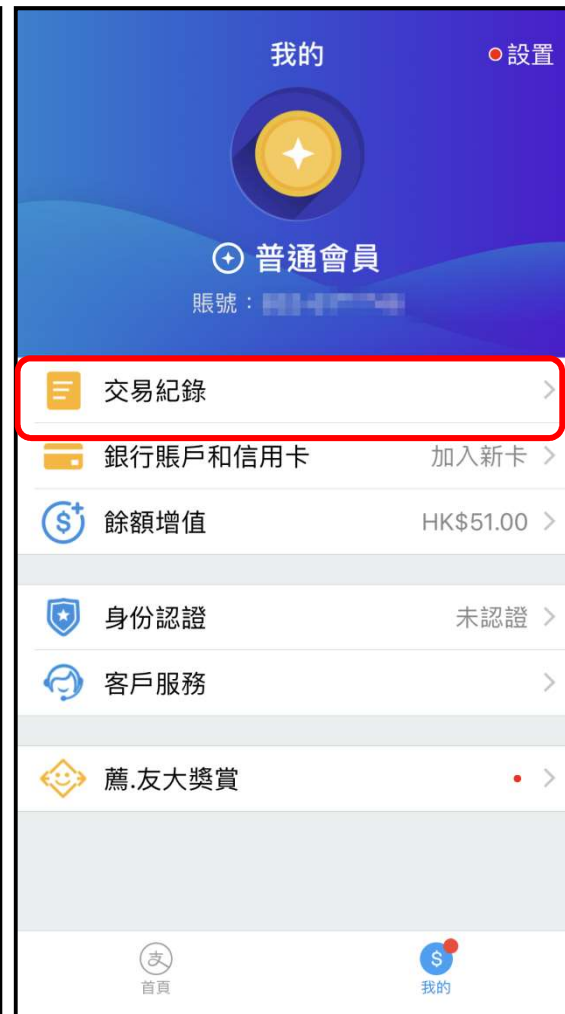 我的
設置
普通會員
賬號：
交易紀錄
銀行賬戶和信用卡 加入新卡
餘額增值 HK$51.00
身份認證 未認證
客戶服務
薦.友大獎賞
支
首頁
$
我的